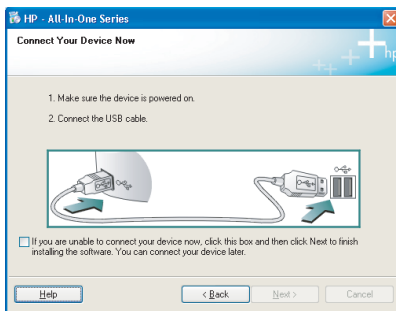 HP - All-In-One Series
Connect Your Device Now
hp
1. Make sure the device is powered on.
2. Connect the USB cable.
If you are unable to connect your device now, click this box and then click Next to finish
installing the software. You can connect your device later.
Help
< Back
Next >
Cancel